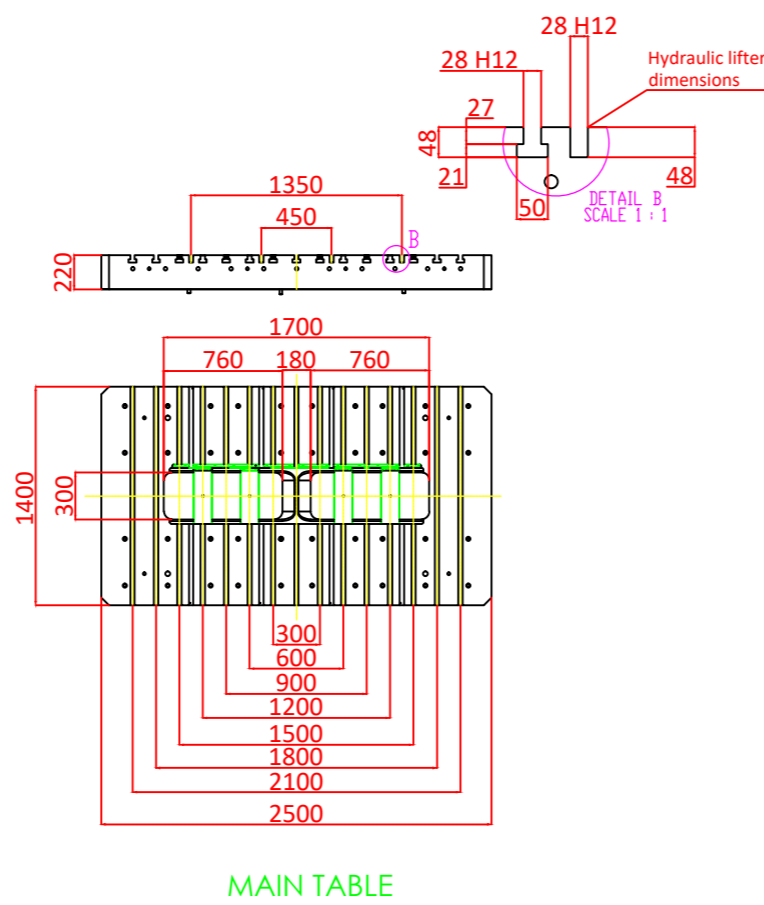 28 H12
28 H12
Hydraulic lifter
dimensions
27
48
21
50
48
DETAIL B
SCALE 1 : 1
1350
450
B
220
1700
760
180
760
1400
300
300
600
900
1200
1500
1800
2100
2500
MAIN TABLE